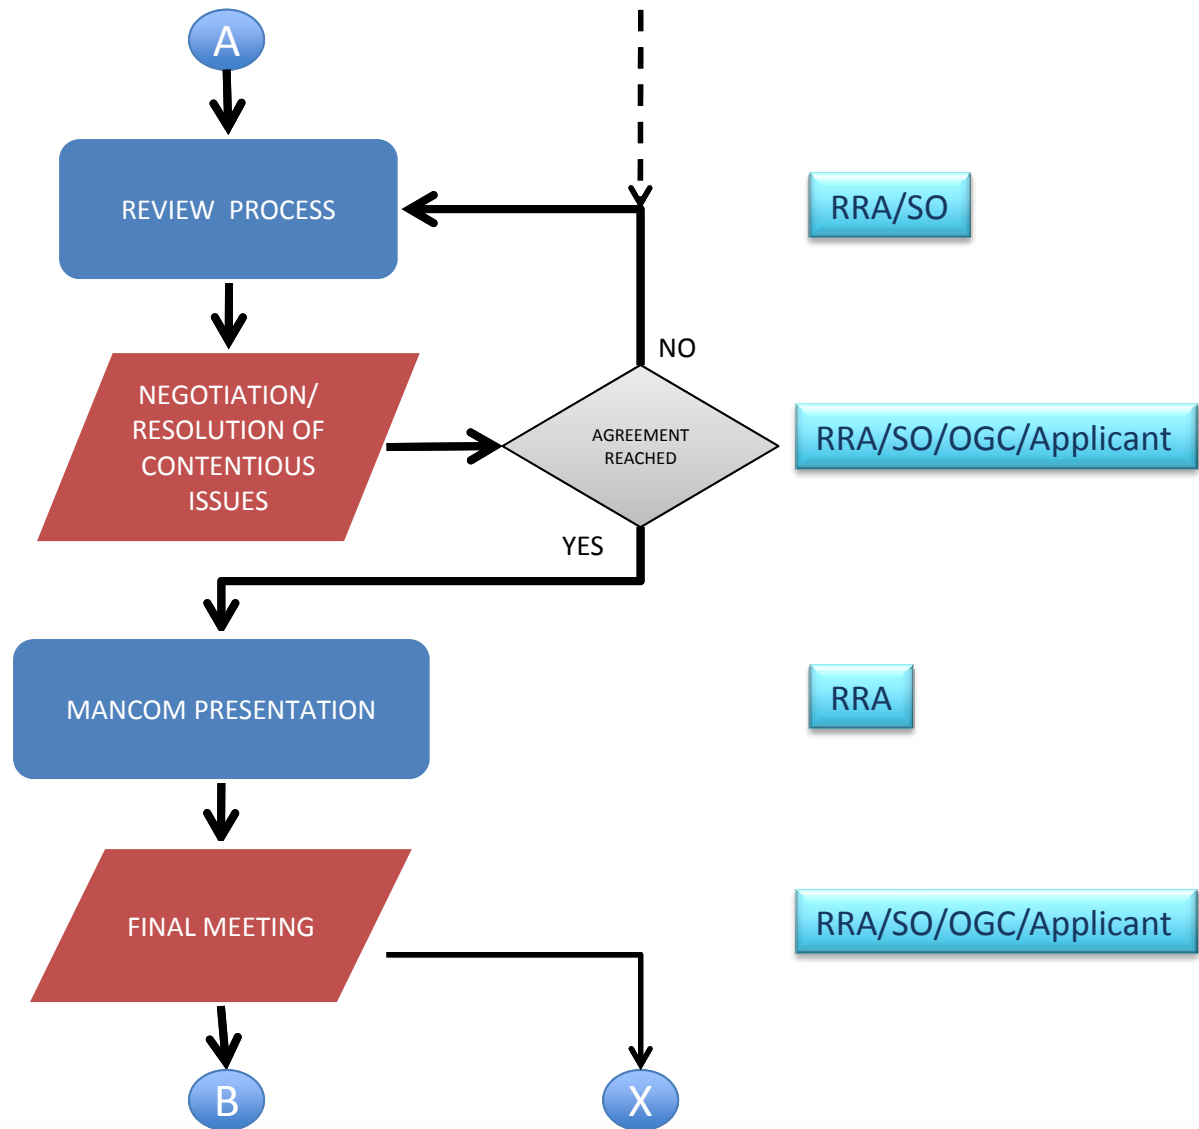 A
REVIEW PROCESS
RRA/SO
NO
NEGOTIATION/
RESOLUTION OF
CONTENTIOUS
ISSUES
AGREEMENT
REACHED
RRA/SO/OGC/Applicant
YES
MANCOM PRESENTATION
RRA
FINAL MEETING
RRA/SO/OGC/Applicant
B
X